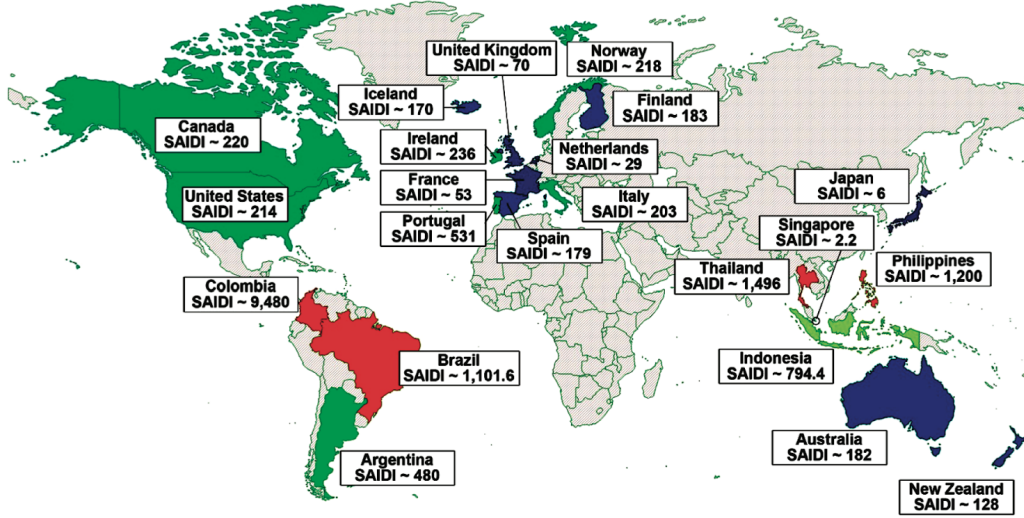 United Kingdom
SAIDI ~ 70
Norway
SAIDI ~ 218
Iceland
SAIDI ~ 170
Finland
SAIDI ~ 183
Canada
SAIDI ~ 220
Ireland
SAIDI ~ 236
Netherlands
SAIDI ~ 29
France
SAIDI ~ 53
Japan
SAIDI ~ 6
United States
SAIDI ~ 214
Italy
SAIDI ~ 203
Portugal
SAIDI ~ 531
Singapore
SAIDI ~ 2.2
Spain
SAIDI ~ 179
Thailand
SAIDI ~ 1,496
Philippines
SAIDI ~ 1,200
Colombia
SAIDI ~ 9,480
Brazil
SAIDI ~ 1,101.6
Indonesia
SAIDI ~ 794.4
Australia
SAIDI ~ 182
Argentina
SAIDI ~ 480
New Zealand
SAIDI ~ 128